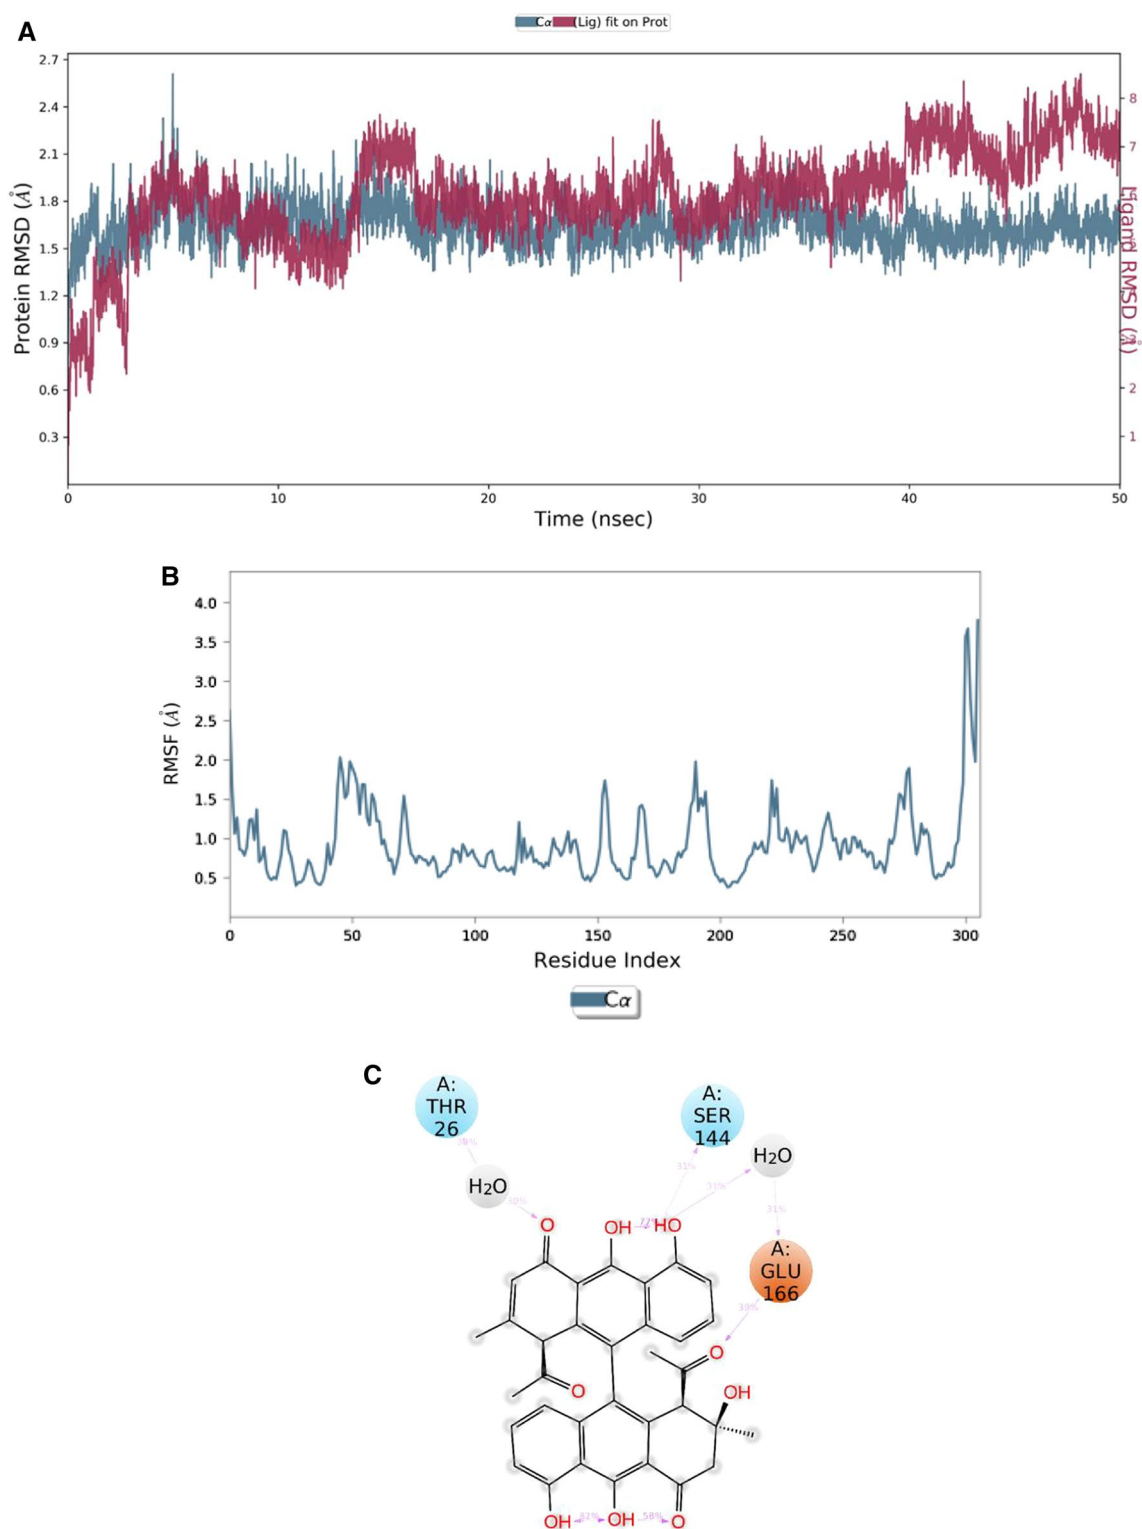 A
Cα (Lig) fit on Prot
2.7
2.4
2.1
1.8
1.5
1.2
0.9
0.6
0.3
Protein RMSD (Å)
8
7
2
1
Ligand RMSD (Å)
0 10 20 30 40 50
Time (nsec)
B
4.0
3.5
3.0
2.5
2.0
1.5
1.0
0.5
RMSF (Å)
0 50 100 150 200 250 300
Residue Index
Cα
C
A:
THR
26
A:
SER
144
H₂O
H₂O
30%
31%
31%
31%
A:
GLU
166
39%
O
OH
HO
O
O
OH
OH
OH
58%
O